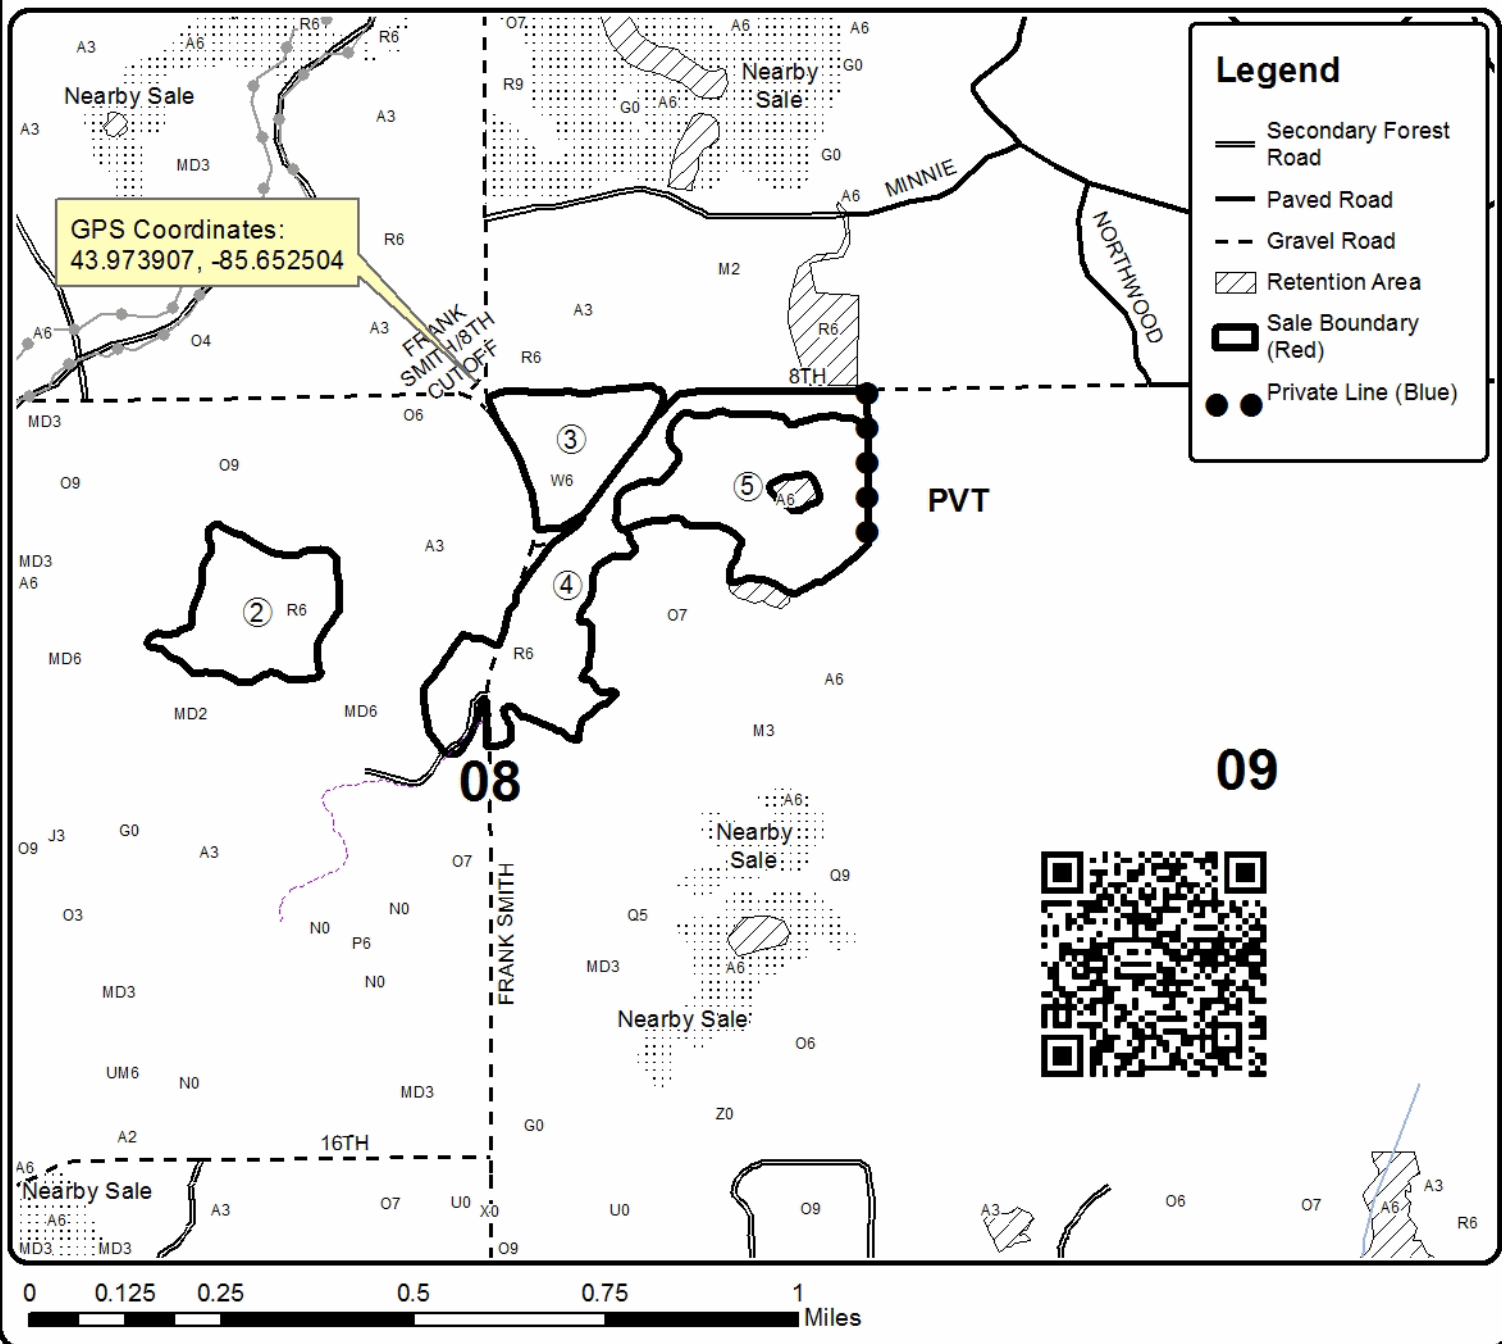 R6
O7
A6
A6
R6
A3
A6
Nearby
Sale
G0
R9
Nearby Sale
G0
A6
A3
A3
MD3
G0
MINNIE
A6
GPS Coordinates:
43.973907, -85.652504
R6
M2
NORTHWOOD
A3
FRANK
SMITH/8TH
CUTOFF
A6
O4
A3
R6
R6
8TH
Legend
Secondary Forest
Road
Paved Road
Gravel Road
Retention Area
Sale Boundary
(Red)
Private Line (Blue)
MD3
O6
3
O9
O9
W6
5
A6
PVT
A3
MD3
A6
4
2
R6
O7
MD6
R6
A6
MD2
MD6
M3
08
09
A6
Nearby
Sale
J3
G0
O9
A3
O7
Q9
FRANK SMITH
O3
N0
Q5
N0
P6
MD3
A6
N0
MD3
Nearby Sale
O6
UM6
N0
MD3
Z0
G0
A2
16TH
A6
Nearby Sale
A6
A3
O7
U0
X0
U0
O9
A3
O6
O7
A6
A3
R6
MD3
MD3
O9
0
0.125
0.25
0.5
0.75
1
Miles